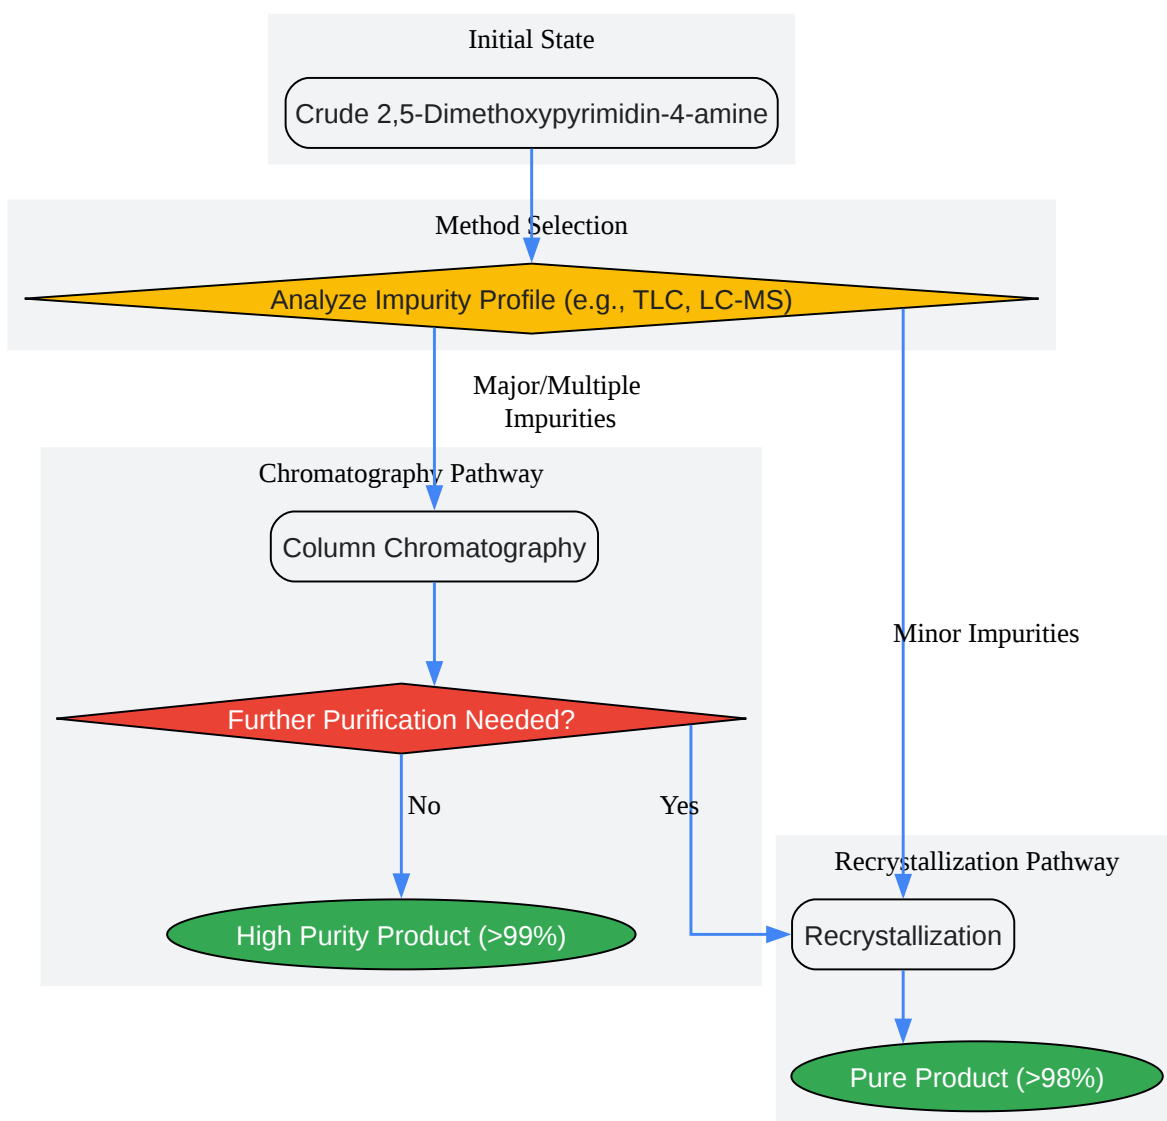 Initial State
Crude 2,5-Dimethoxypyrimidin-4-amine
Method Selection
Analyze Impurity Profile (e.g., TLC, LC-MS)
Major/Multiple
Impurities
Chromatography Pathway
Column Chromatography
Minor Impurities
Further Purification Needed?
No
Yes
Recrystallization Pathway
High Purity Product (>99%)
Recrystallization
Pure Product (>98%)